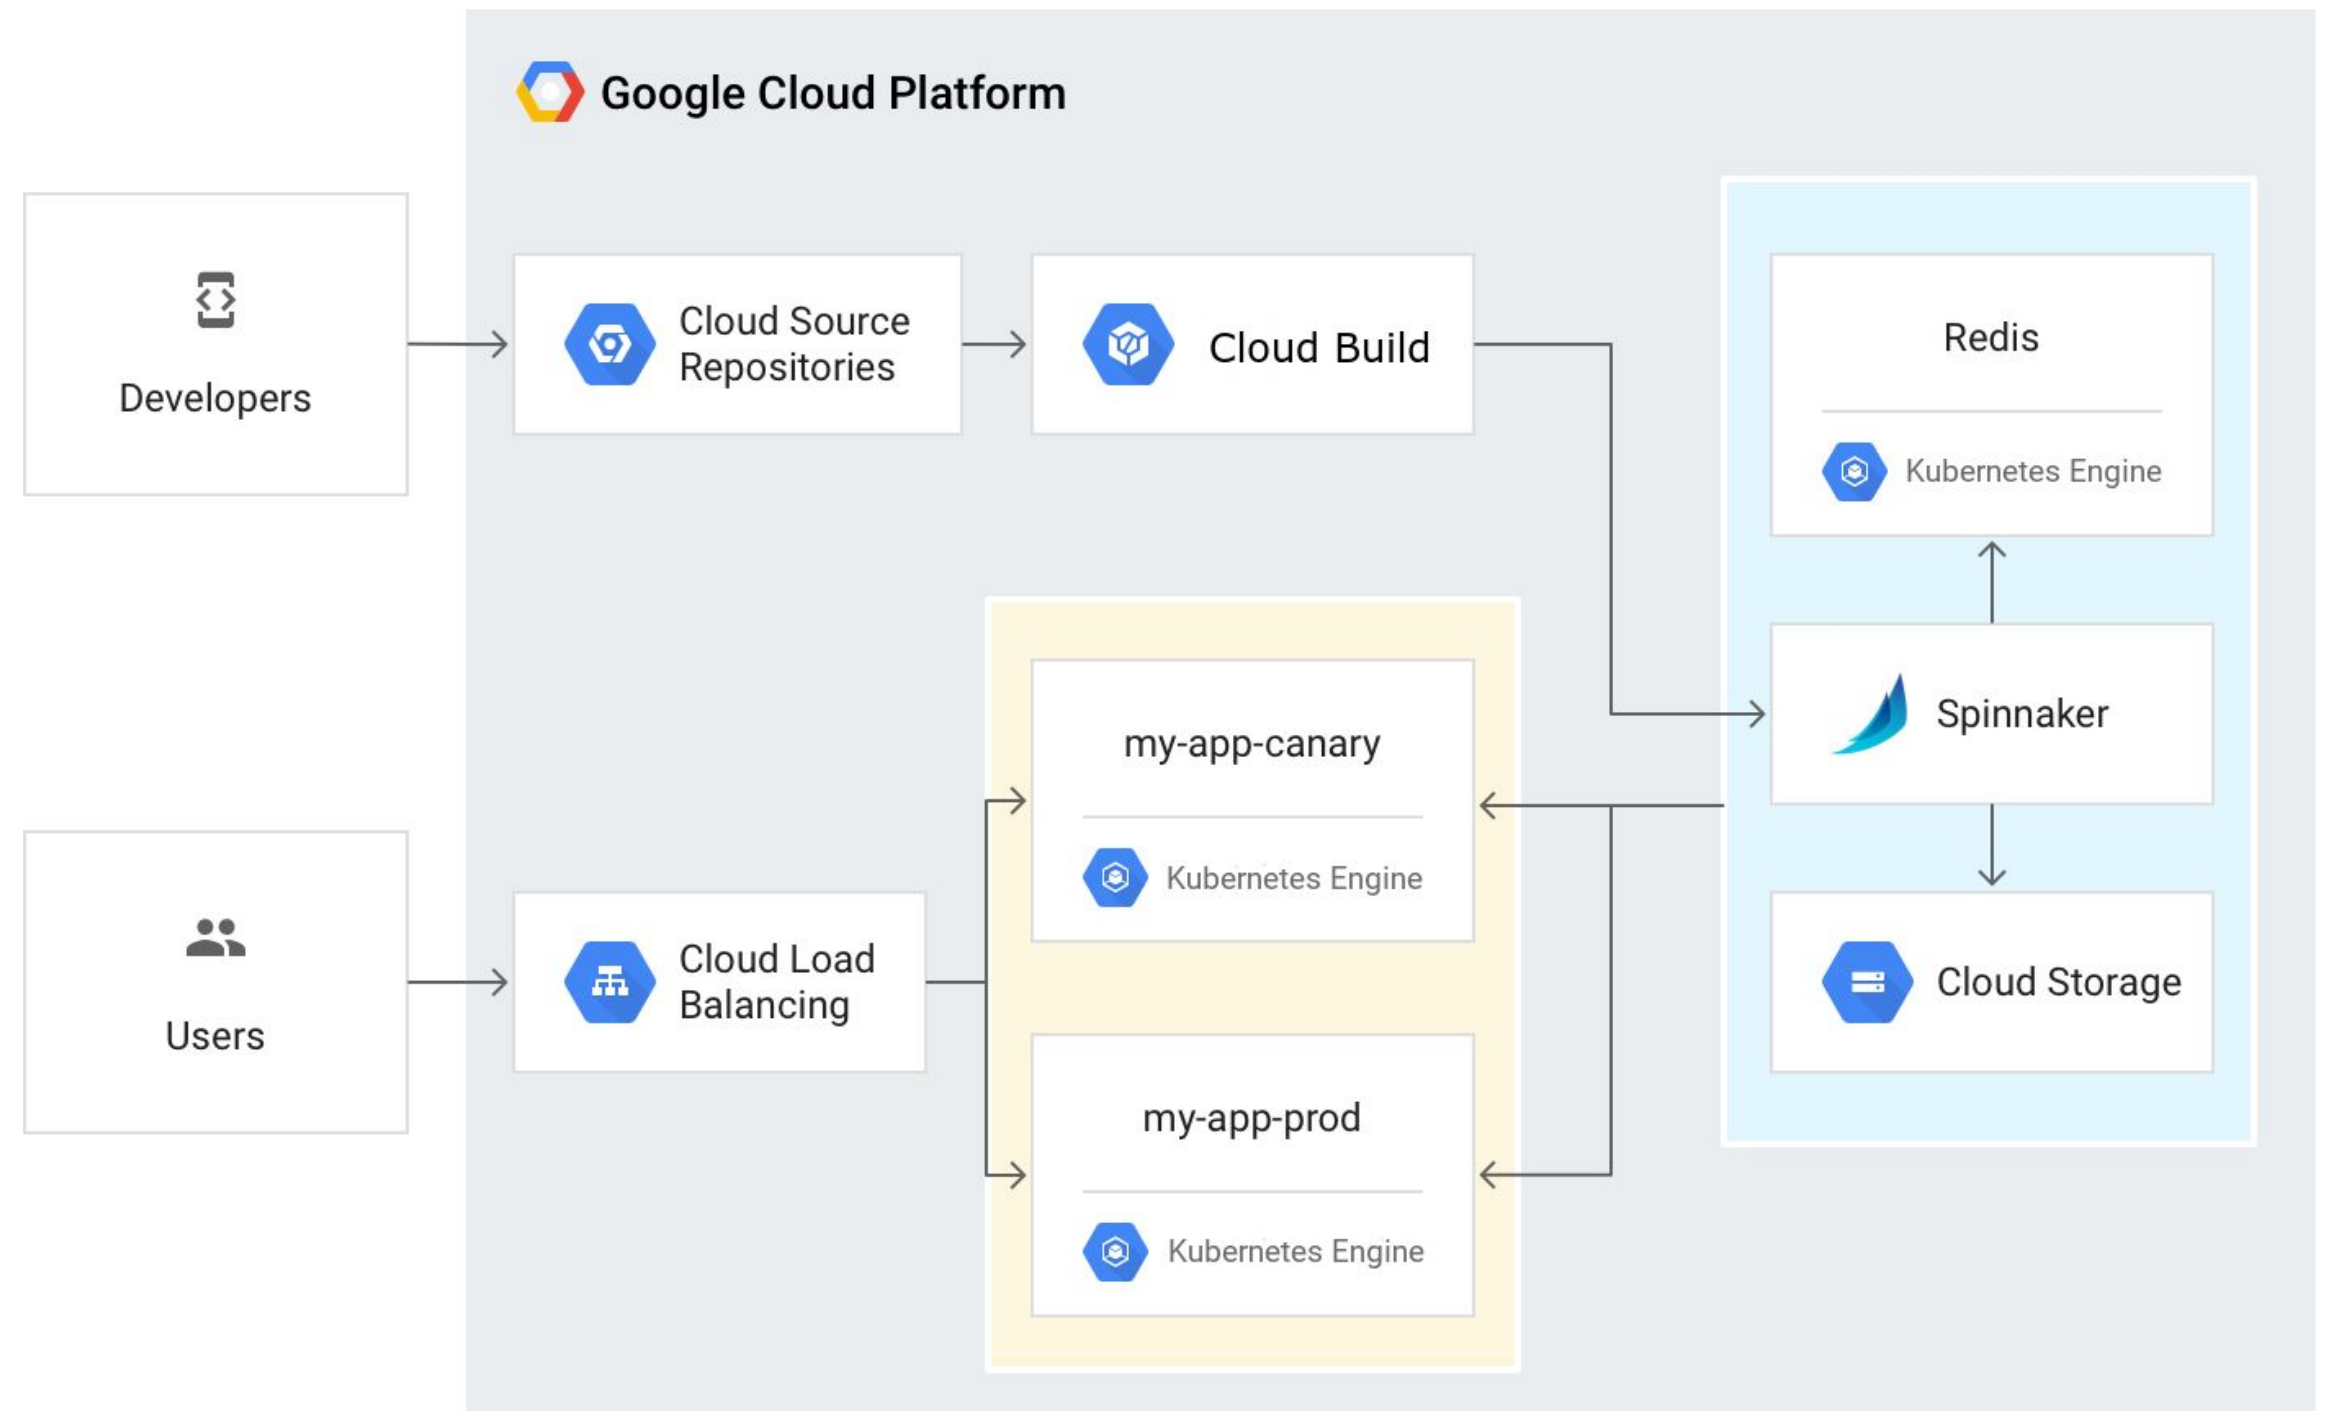 Google Cloud Platform
Developers
Cloud Source
Repositories
Cloud Build
Redis
Kubernetes Engine
Spinnaker
Cloud Storage
Users
Cloud Load
Balancing
my-app-canary
Kubernetes Engine
my-app-prod
Kubernetes Engine